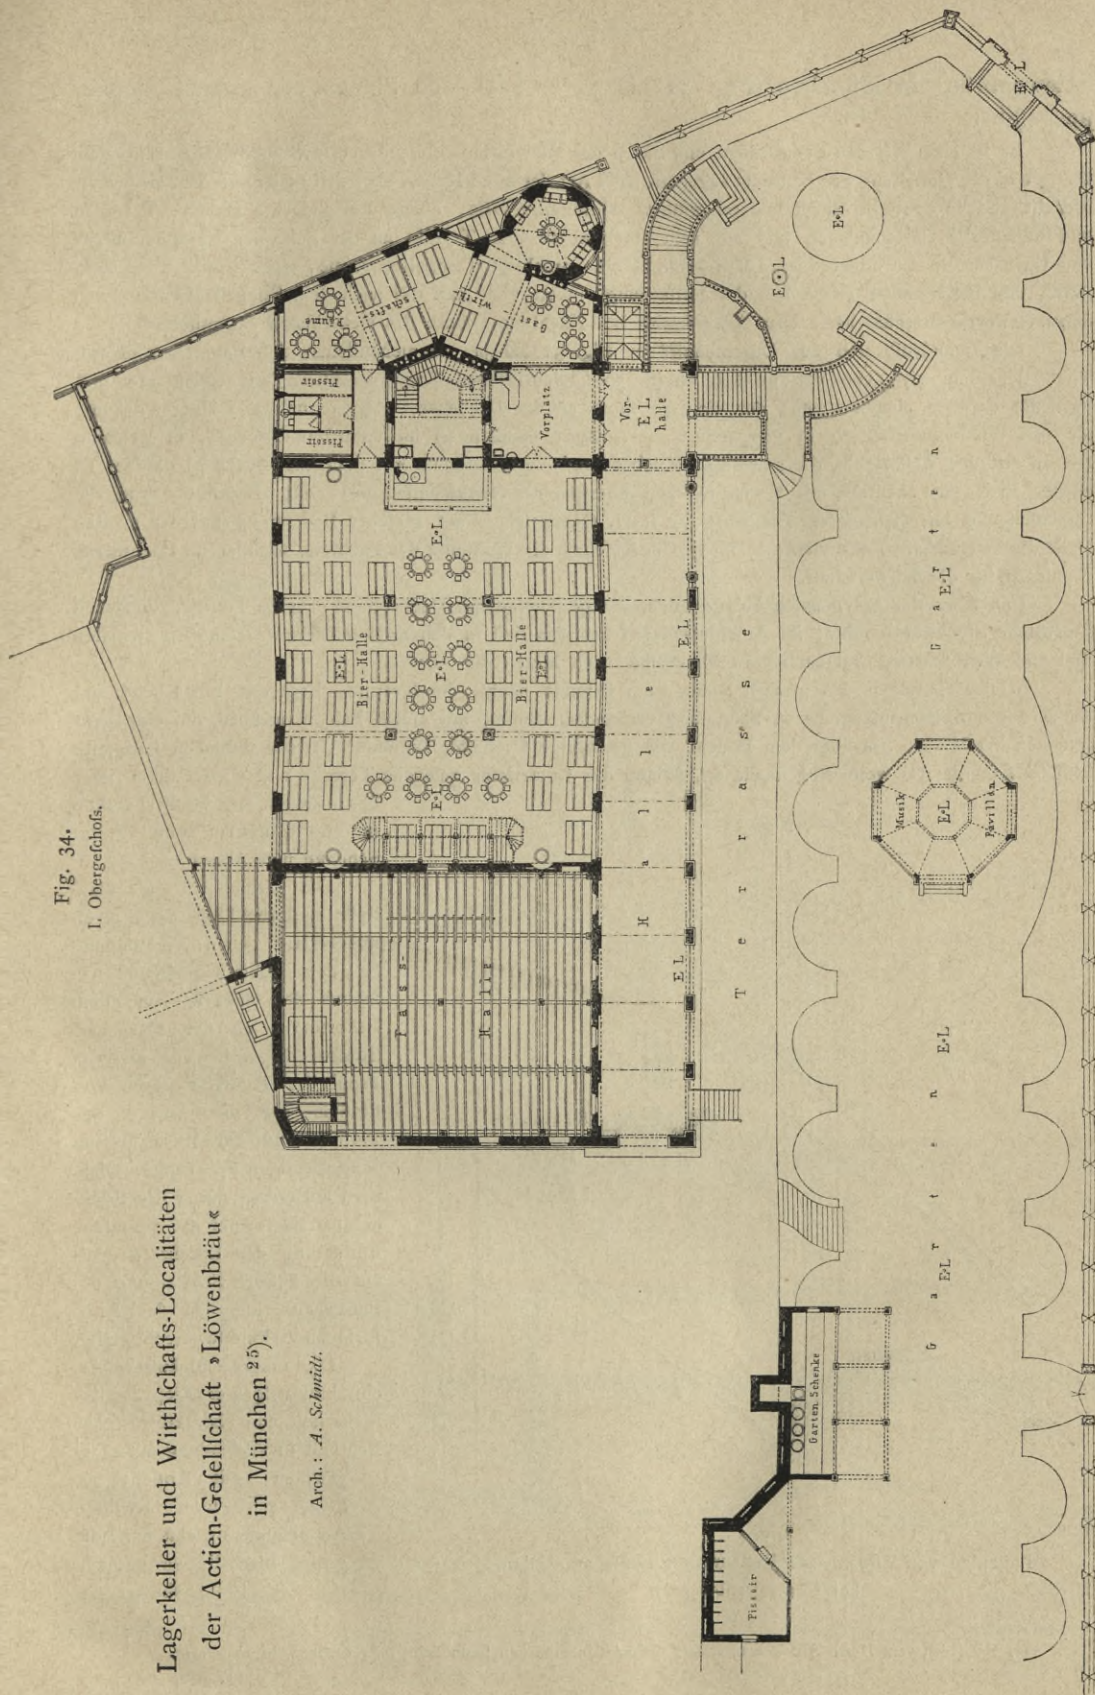 Fig. 34.
I. Obergeſchoſs.
Lagerkeller und Wirthſchafts-Localitäten
der Actien-Geſellſchaft »Löwenbräu«
in München ²⁵).
Arch.: A. Schmidt.
Pissoir
Pissoir
Räume
schafts-
wirth-
Gast
Vorplatz
Vor-
E L
halle
E•L
Bier-Halle
E•L
E•L
Bier-Halle
E•L
E•L
Fass-
Halle
Halle
E L
E L
Terrasse
E•L
E⊙L
E L
Garten
E•L
Musik
E•L
Pavillon
Garten
E•L
E•L
Garten Schenke
Pissoir